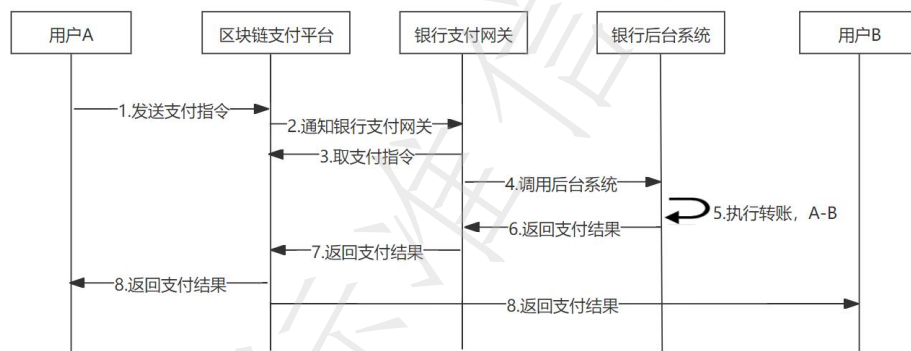 用户A
区块链支付平台
银行支付网关
银行后台系统
用户B
1.发送支付指令
2.通知银行支付网关
3.取支付指令
4.调用后台系统
5.执行转账，A-B
6.返回支付结果
7.返回支付结果
8.返回支付结果
8.返回支付结果